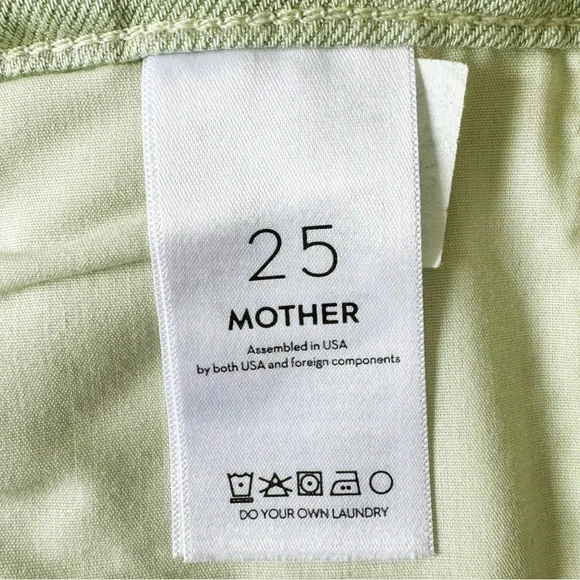 25
MOTHER
Assembled in USA
by both USA and foreign components
DO YOUR OWN LAUNDRY